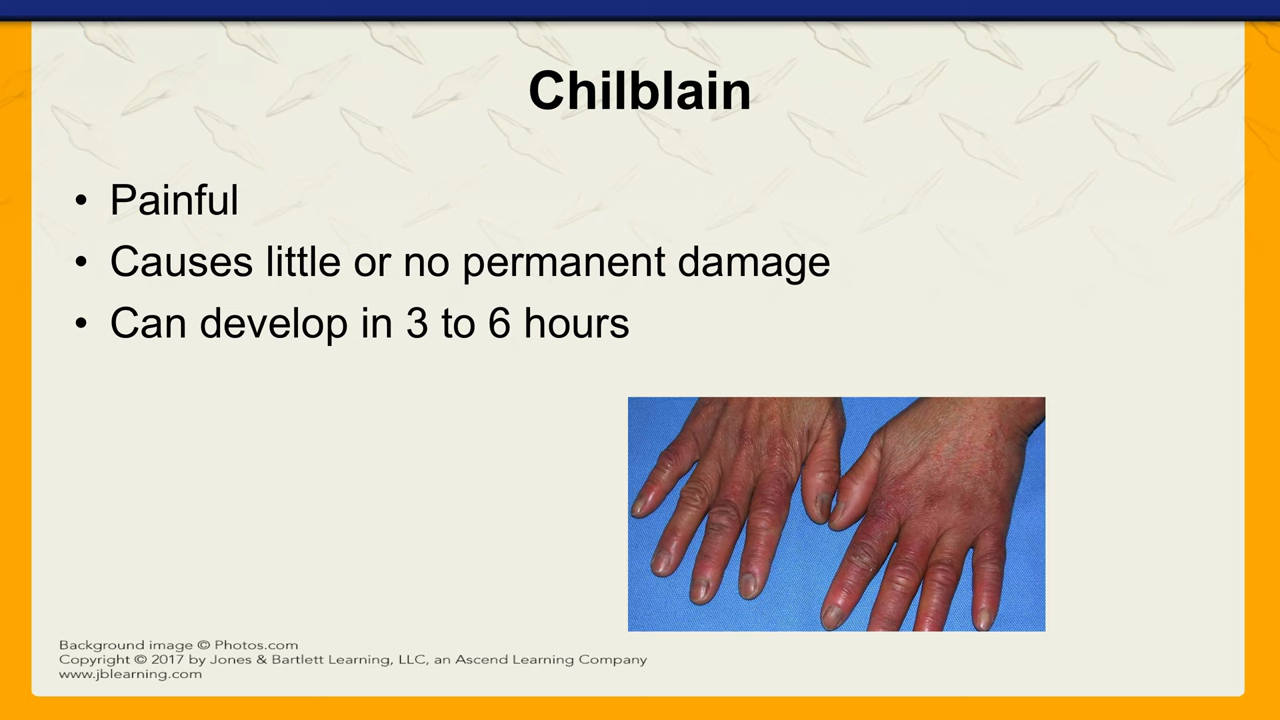 Chilblain
• Painful
• Causes little or no permanent damage
• Can develop in 3 to 6 hours
Background image © Photos.com
Copyright © 2017 by Jones & Bartlett Learning, LLC, an Ascend Learning Company
www.jblearning.com